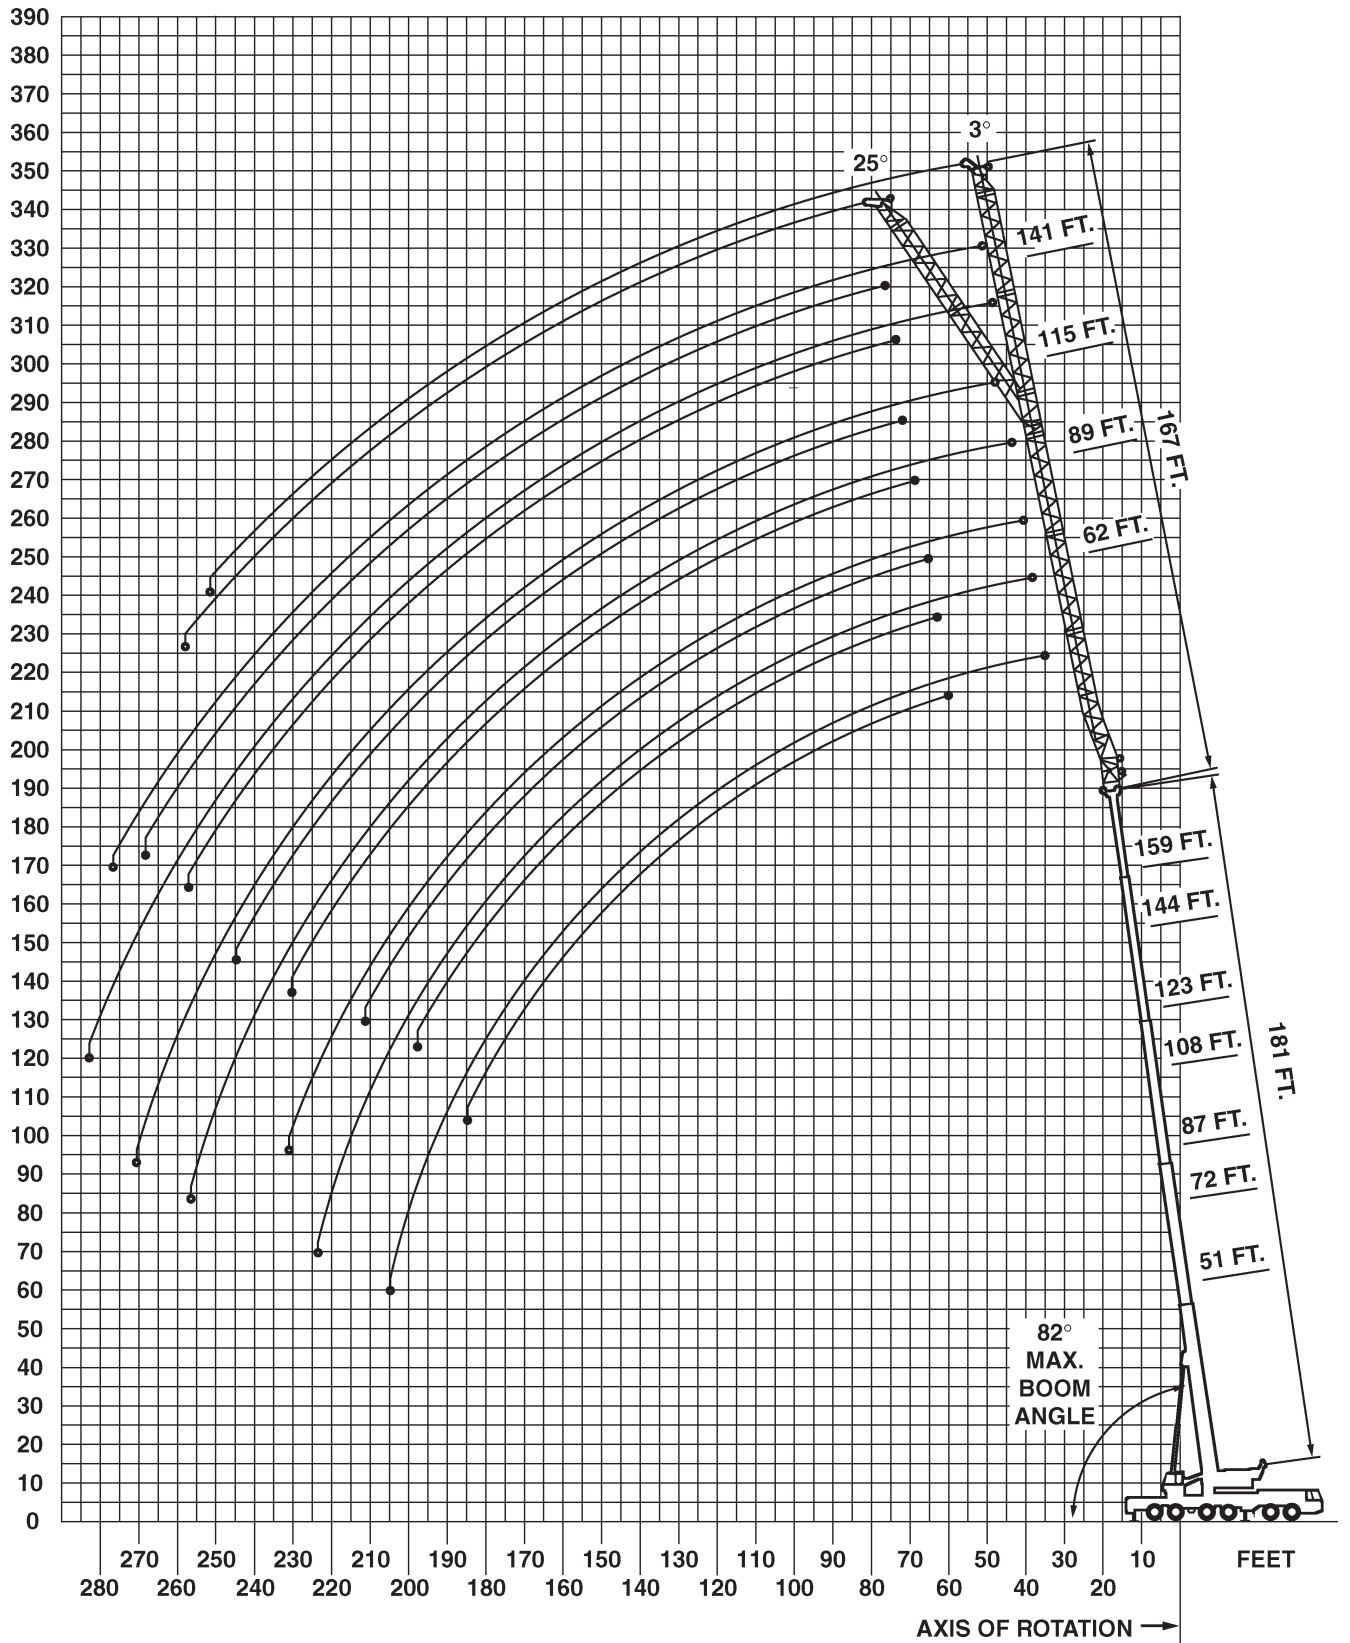 390
380
370
360
350
340
330
320
310
300
290
280
270
260
250
240
230
220
210
200
190
180
170
160
150
140
130
120
110
100
90
80
70
60
50
40
30
20
10
0
3°
25°
141 FT.
115 FT.
89 FT.
167 FT.
62 FT.
159 FT.
144 FT.
123 FT.
108 FT.
181 FT.
87 FT.
72 FT.
51 FT.
82°
MAX.
BOOM
ANGLE
270 250 230 210 190 170 150 130 110 90 70 50 30 10 FEET
280 260 240 220 200 180 160 140 120 100 80 60 40 20
AXIS OF ROTATION